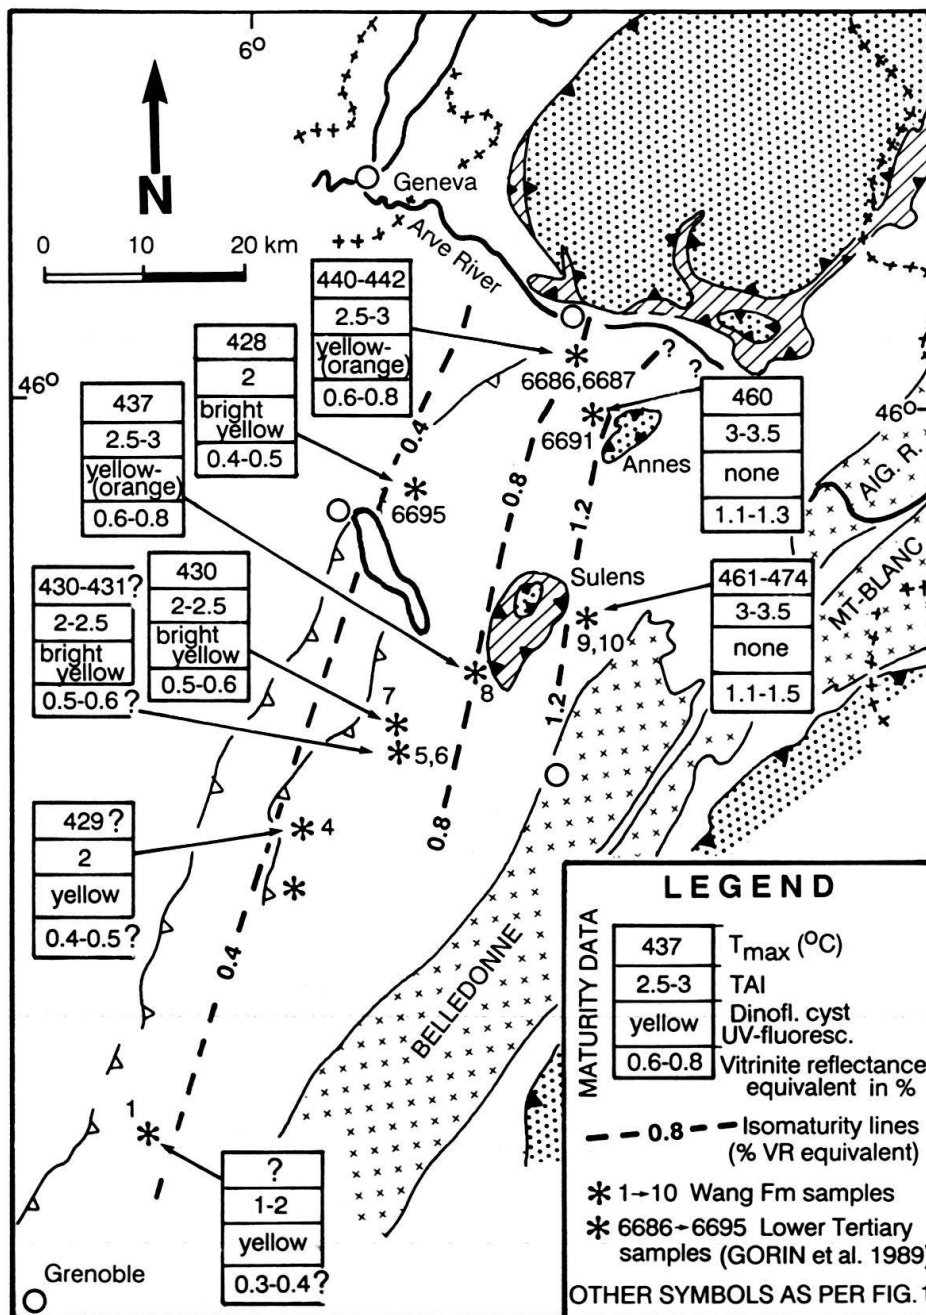 6º
N
0 10 20 km
Geneva
Arve River
46º
440-442
2.5-3
yellow-
(orange)
0.6-0.8
428
2
bright
yellow
0.4-0.5
437
2.5-3
yellow-
(orange)
0.6-0.8
430-431?
2-2.5
bright
yellow
0.5-0.6?
430
2-2.5
bright
yellow
0.5-0.6
429?
2
yellow
0.4-0.5?
?
1-2
yellow
0.3-0.4?
460
3-3.5
none
1.1-1.3
461-474
3-3.5
none
1.1-1.5
6686,6687
?
?
6691
Annes
46º
AIG. R.
MT-BLANC
0.4
0.8
1.2
6695
Sulens
9,10
8
1.2
7
5,6
0.8
4
0.4
BELLEDONNE
1
Grenoble
LEGEND
MATURITY DATA
437 Tmax (ºC)
2.5-3 TAI
yellow Dinofl. cyst
UV-fluoresc.
0.6-0.8 Vitrinite reflectance
equivalent in %
0.8 Isomaturity lines
(% VR equivalent)
1→10 Wang Fm samples
6686→6695 Lower Tertiary
samples (GORIN et al. 1989)
OTHER SYMBOLS AS PER FIG. 1